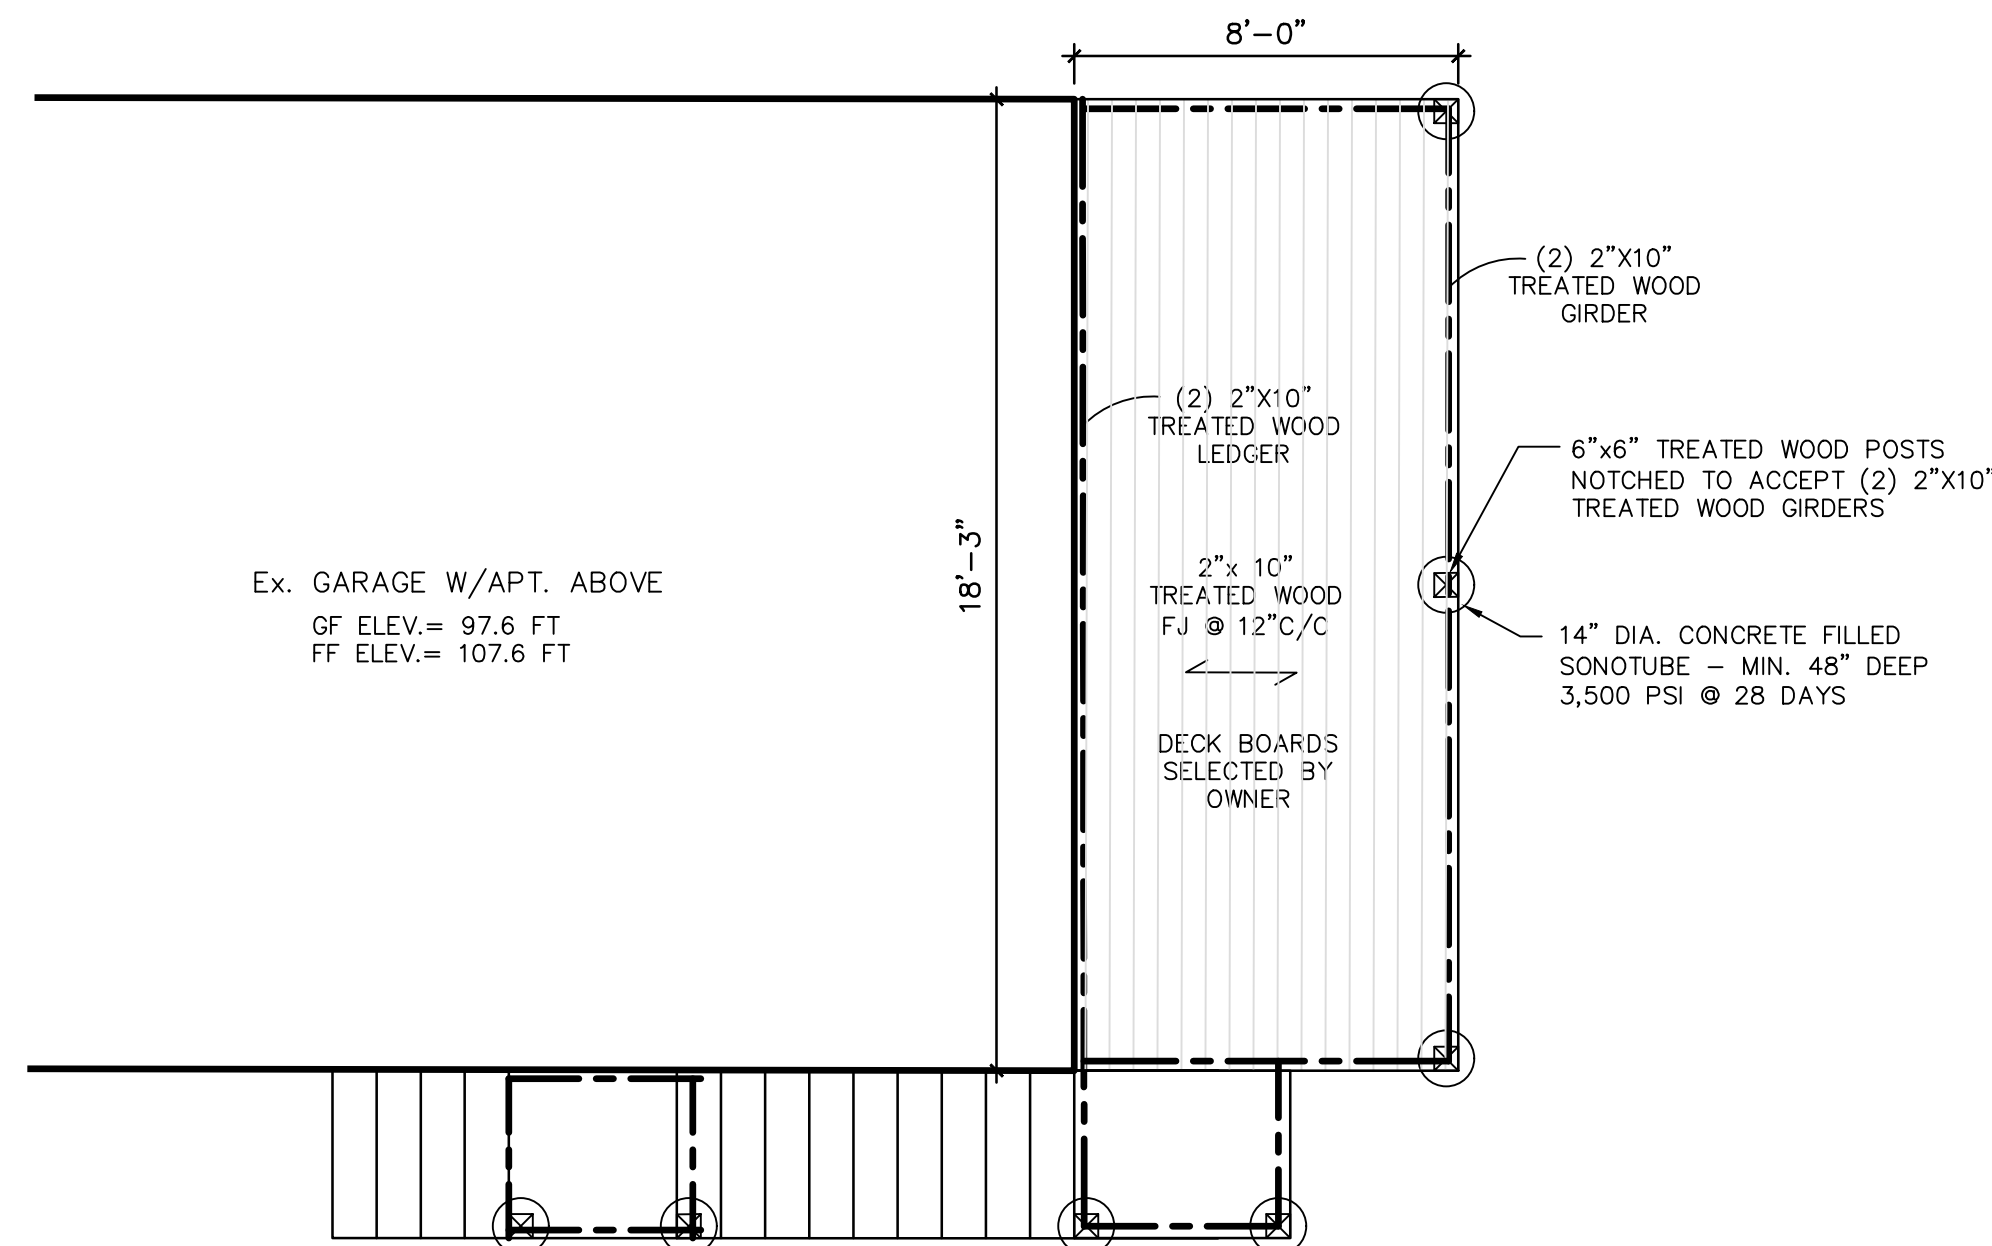 8'-0"
(2) 2"X10"
TREATED WOOD
GIRDER
(2) 2"X10"
TREATED WOOD
LEDGER
6"x6" TREATED WOOD POSTS
NOTCHED TO ACCEPT (2) 2"X10"
TREATED WOOD GIRDERS
18'-3"
2"x 10"
TREATED WOOD
FJ @ 12"C/C
Ex. GARAGE W/APT. ABOVE
GF ELEV.= 97.6 FT
FF ELEV.= 107.6 FT
14" DIA. CONCRETE FILLED
SONOTUBE – MIN. 48" DEEP
3,500 PSI @ 28 DAYS
DECK BOARDS
SELECTED BY
OWNER